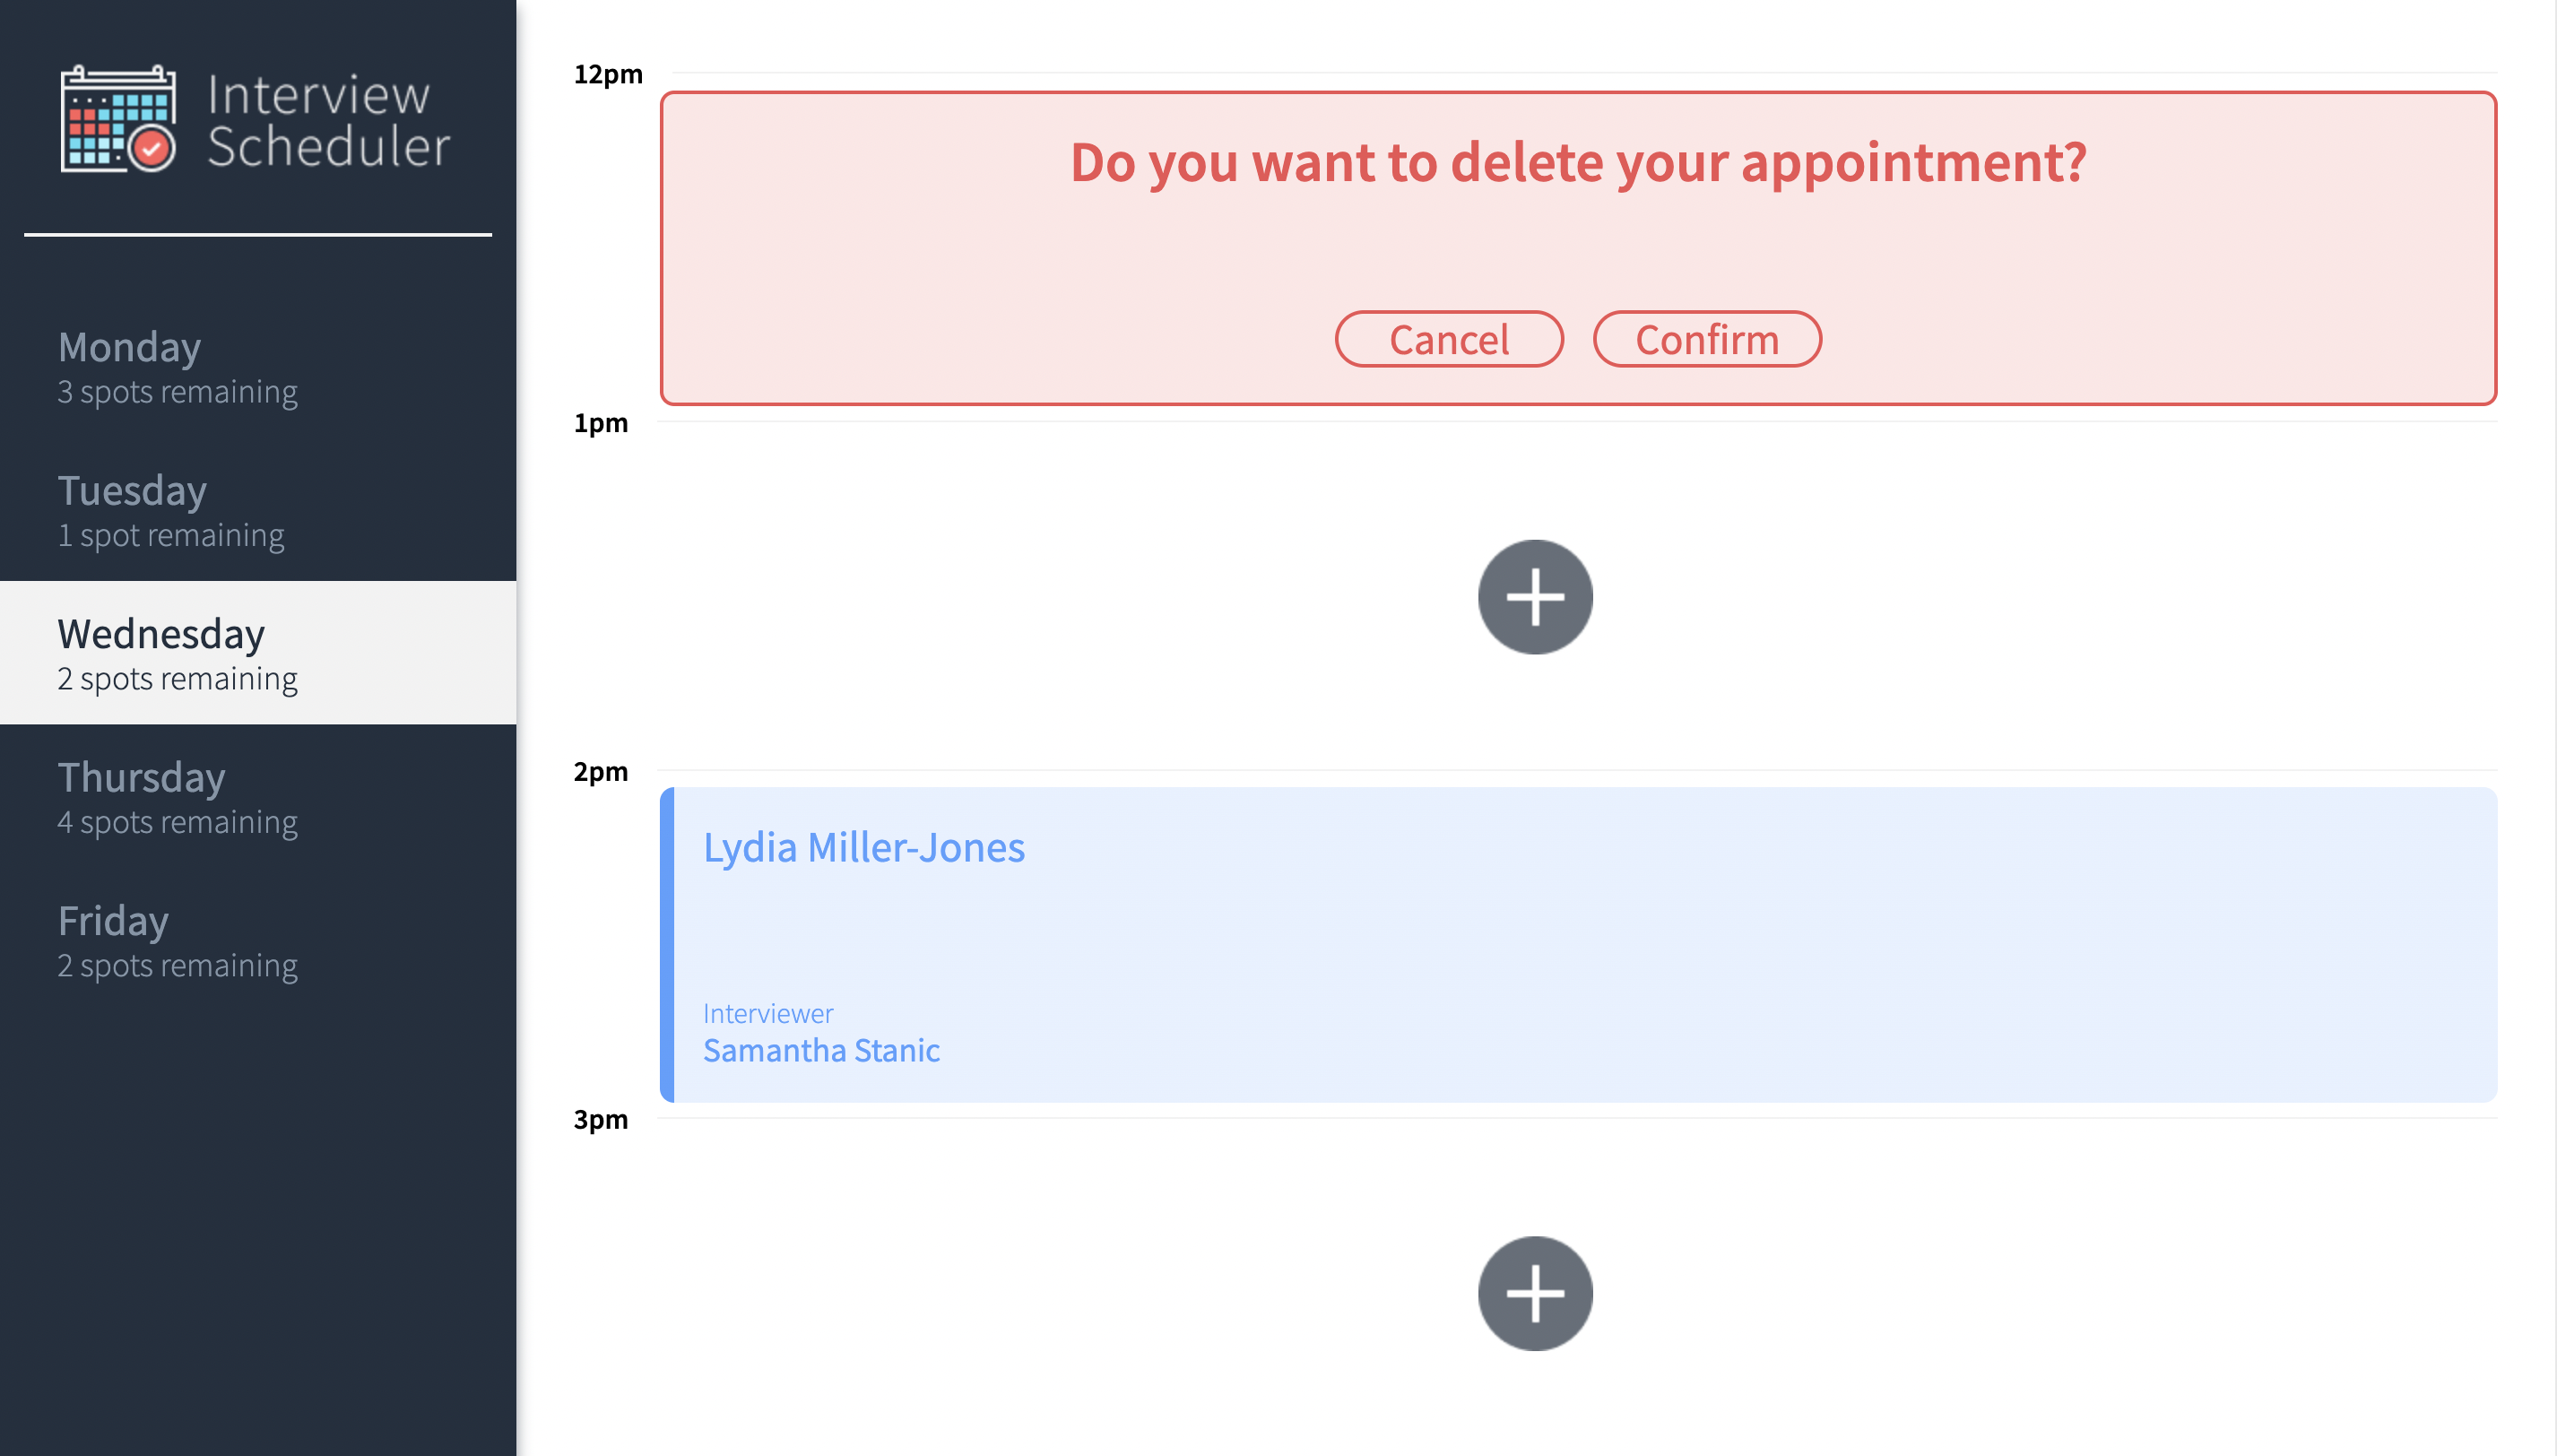 Interview
Scheduler
Monday
3 spots remaining
Tuesday
1 spot remaining
Wednesday
2 spots remaining
Thursday
4 spots remaining
Friday
2 spots remaining
12pm
Do you want to delete your appointment?
Cancel Confirm
1pm
2pm
Lydia Miller-Jones
Interviewer
Samantha Stanic
3pm